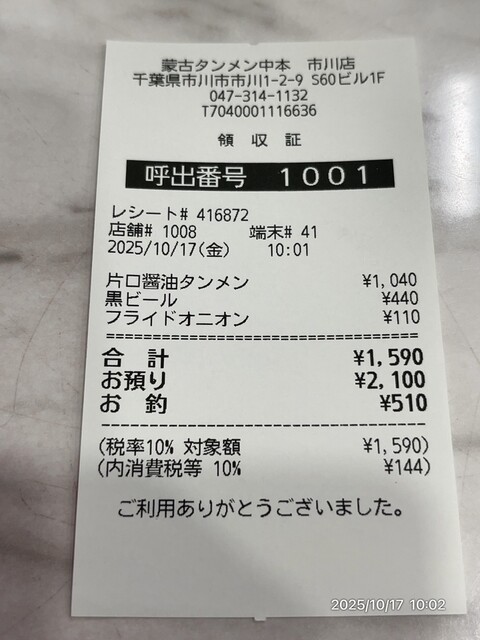 蒙古タンメン中本 市川店
千葉県市川市市川1-2-9 S60ビル1F
047-314-1132
T7040001116636
領 収 証
呼出番号 1001
レシート# 416872
店舗# 1008 端末# 41
2025/10/17(金) 10:01
片口醤油タンメン ¥1,040
黒ビール ¥440
フライドオニオン ¥110
合 計 ¥1,590
お預り ¥2,100
お 釣 ¥510
(税率10% 対象額 ¥1,590)
(内消費税等 10% ¥144)
ご利用ありがとうございました。
2025/10/17 10:02